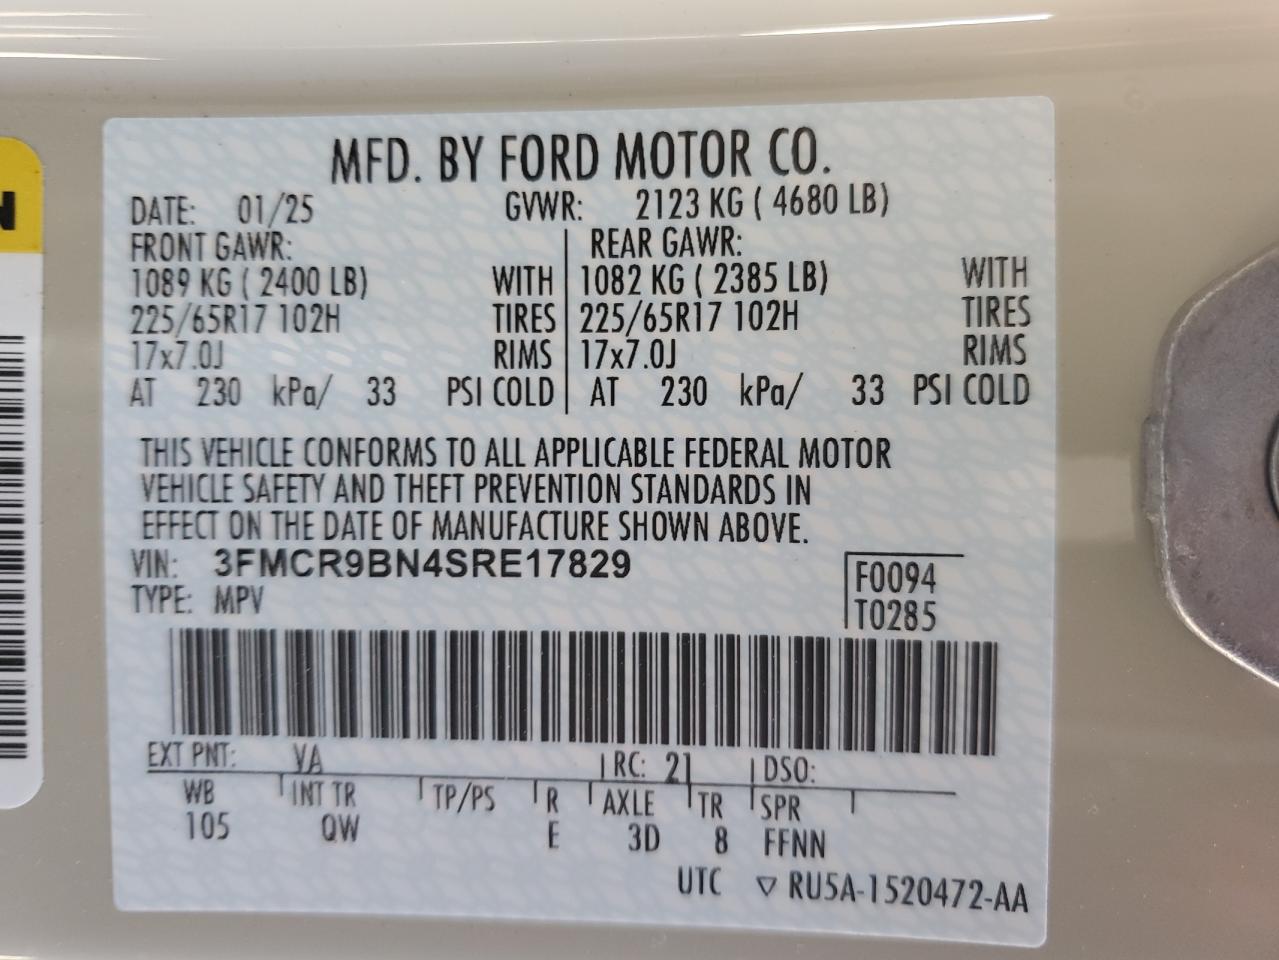 MFD. BY FORD MOTOR CO.
DATE: 01/25 GVWR: 2123 KG ( 4680 LB)
FRONT GAWR: REAR GAWR:
1089 KG ( 2400 LB) WITH 1082 KG ( 2385 LB) WITH
225/65R17 102H TIRES 225/65R17 102H TIRES
17x7.0J RIMS 17x7.0J RIMS
AT 230 kPa/ 33 PSI COLD AT 230 kPa/ 33 PSI COLD
THIS VEHICLE CONFORMS TO ALL APPLICABLE FEDERAL MOTOR
VEHICLE SAFETY AND THEFT PREVENTION STANDARDS IN
EFFECT ON THE DATE OF MANUFACTURE SHOWN ABOVE.
VIN: 3FMCR9BN4SRE17829
TYPE: MPV
F0094
T0285
EXT PNT: VA RC: 21 DSO:
WB INT TR TP/PS R AXLE TR SPR
105 QW E 3D 8 FFNN
UTC ▽ RU5A-1520472-AA
N